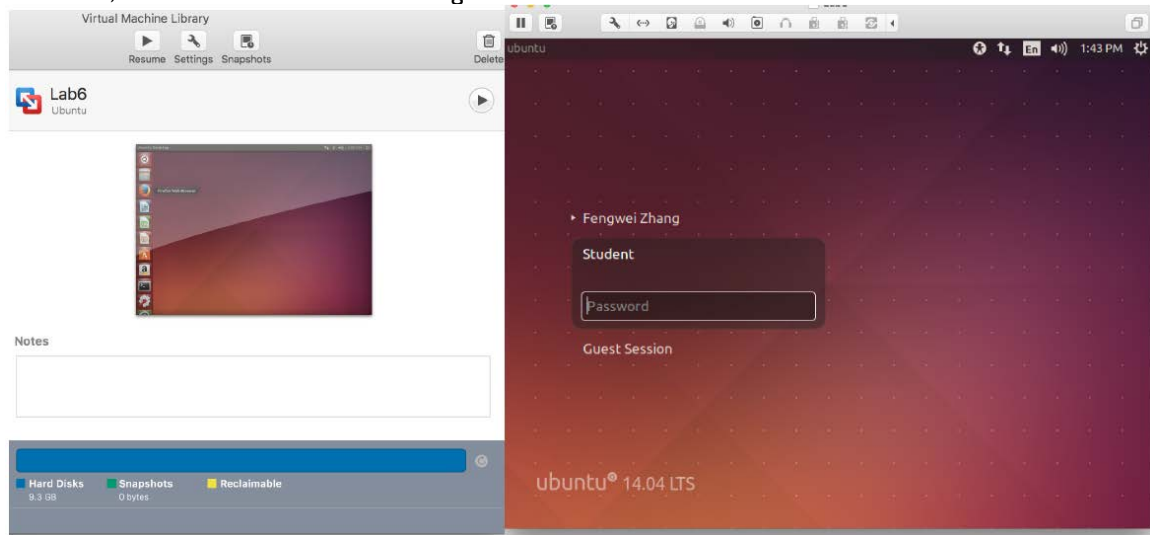 Virtual Machine Library
Resume Settings Snapshots
Delete
Lab6
Ubuntu
Notes
Hard Disks
9.3 GB
Snapshots
0 bytes
Reclaimable
ubuntu
En
1:43 PM
Fengwei Zhang
Student
Password
Guest Session
ubuntu® 14.04 LTS